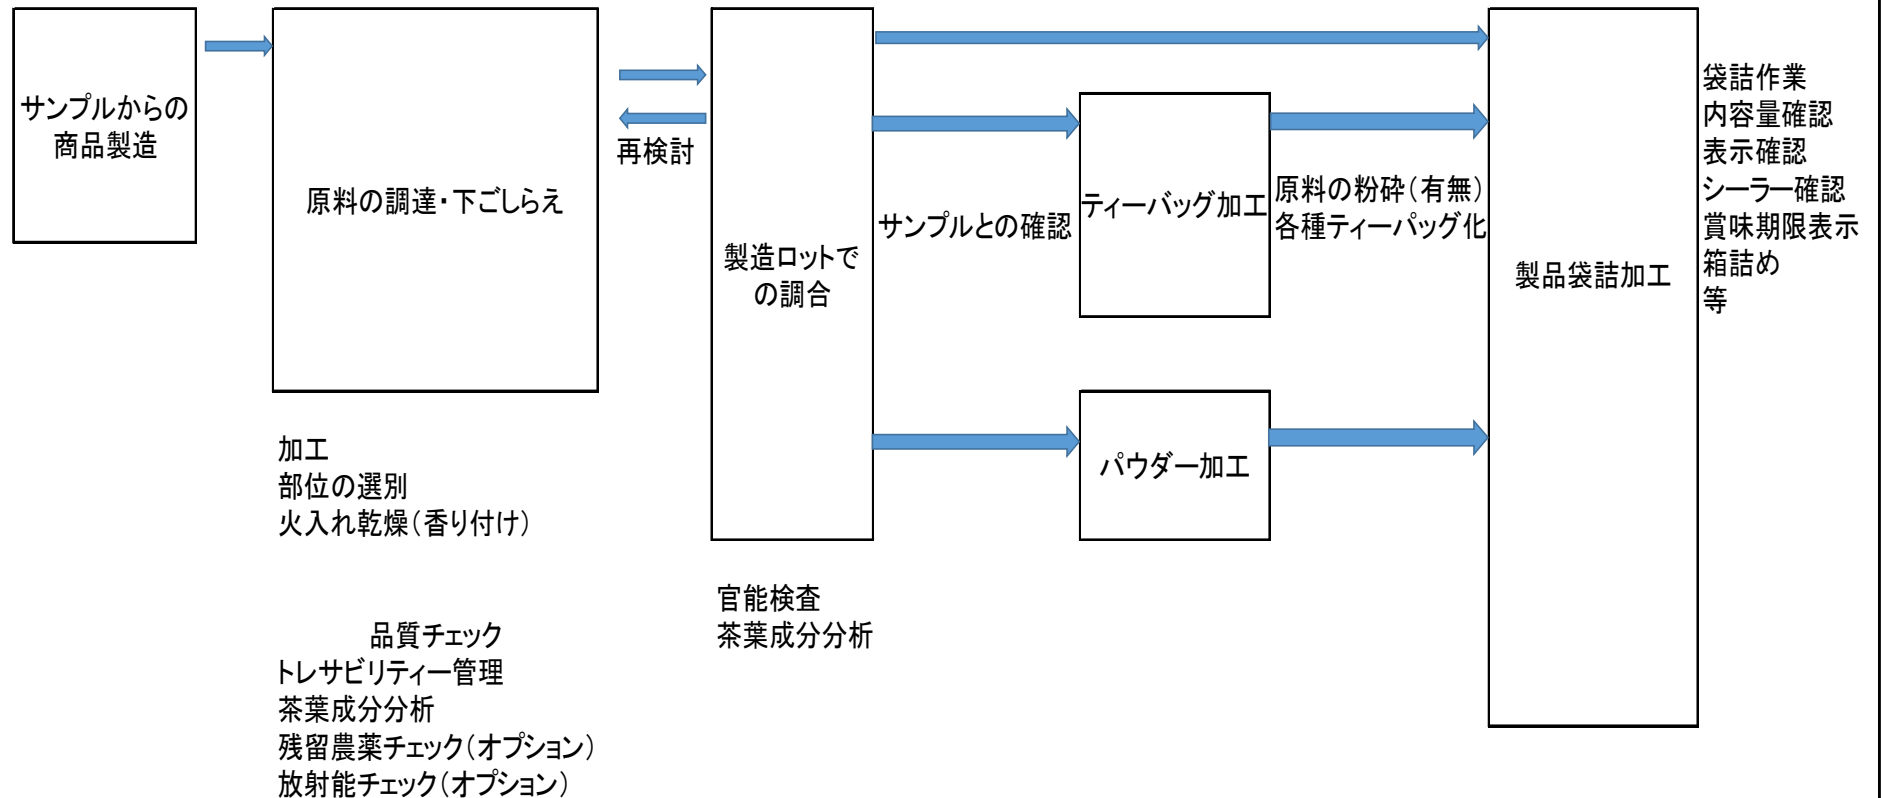 サンプルからの
商品製造
原料の調達・下ごしらえ
加工
部位の選別
火入れ乾燥（香り付け）
品質チェック
トレサビリティー管理
茶葉成分分析
残留農薬チェック（オプション）
放射能チェック（オプション）
再検討
製造ロットで
の調合
官能検査
茶葉成分分析
サンプルとの確認
ティーバッグ加工
原料の粉砕（有無）
各種ティーパッグ化
パウダー加工
製品袋詰加工
袋詰作業
内容量確認
表示確認
シーラー確認
賞味期限表示
箱詰め
等